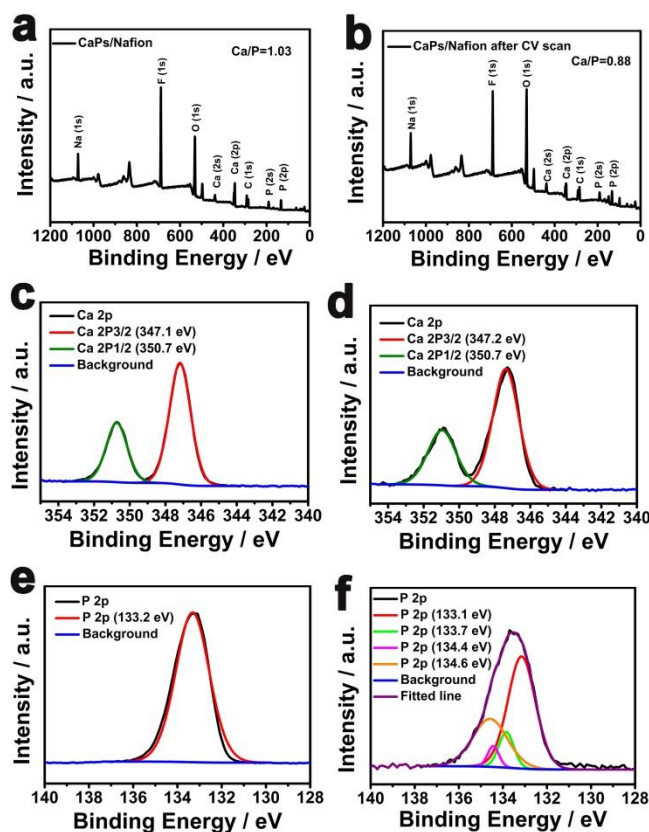 a
CaPs/Nafion
Ca/P=1.03
Na (1s)
F (1s)
O (1s)
Ca (2s)
Ca (2p)
C (1s)
P (2s)
P (2p)
Intensity / a.u.
1200 1000 800 600 400 200 0
Binding Energy / eV
b
CaPs/Nafion after CV scan
Ca/P=0.88
Na (1s)
F (1s)
O (1s)
Ca (2s)
Ca (2p)
C (1s)
P (2s)
P (2p)
Intensity / a.u.
1200 1000 800 600 400 200 0
Binding Energy / eV
c
Ca 2p
Ca 2P3/2 (347.1 eV)
Ca 2P1/2 (350.7 eV)
Background
Intensity / a.u.
354 352 350 348 346 344 342 340
Binding Energy / eV
d
Ca 2p
Ca 2P3/2 (347.2 eV)
Ca 2P1/2 (350.7 eV)
Background
Intensity / a.u.
354 352 350 348 346 344 342 340
Binding Energy / eV
e
P 2p
P 2p (133.2 eV)
Background
Intensity / a.u.
140 138 136 134 132 130 128
Binding Energy / eV
f
P 2p
P 2p (133.1 eV)
P 2p (133.7 eV)
P 2p (134.4 eV)
P 2p (134.6 eV)
Background
Fitted line
Intensity / a.u.
140 138 136 134 132 130 128
Binding Energy / eV